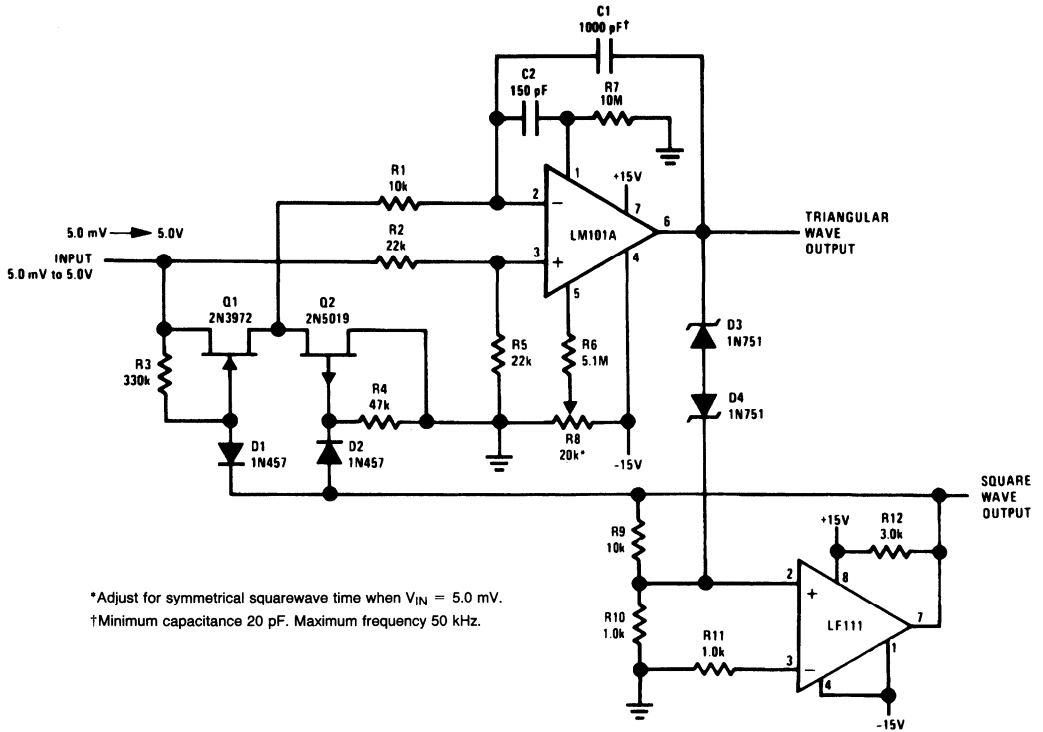 C1
1000 pF†
C2
150 pF
R7
10M
R1
10k
1
+15V
2
−
7
6
LM101A
TRIANGULAR
WAVE
OUTPUT
R2
22k
5.0 mV
5.0V
INPUT
5.0 mV to 5.0V
3
+
4
5
Q1
2N3972
Q2
2N5019
R3
330k
R5
22k
R6
5.1M
D3
1N751
R4
47k
D4
1N751
R8
20k*
-15V
D1
1N457
D2
1N457
SQUARE
WAVE
OUTPUT
R9
10k
+15V
R12
3.0k
2
+
8
LF111
7
1
R10
1.0k
R11
1.0k
3
−
4
-15V
*Adjust for symmetrical squarewave time when VIN = 5.0 mV.
†Minimum capacitance 20 pF. Maximum frequency 50 kHz.